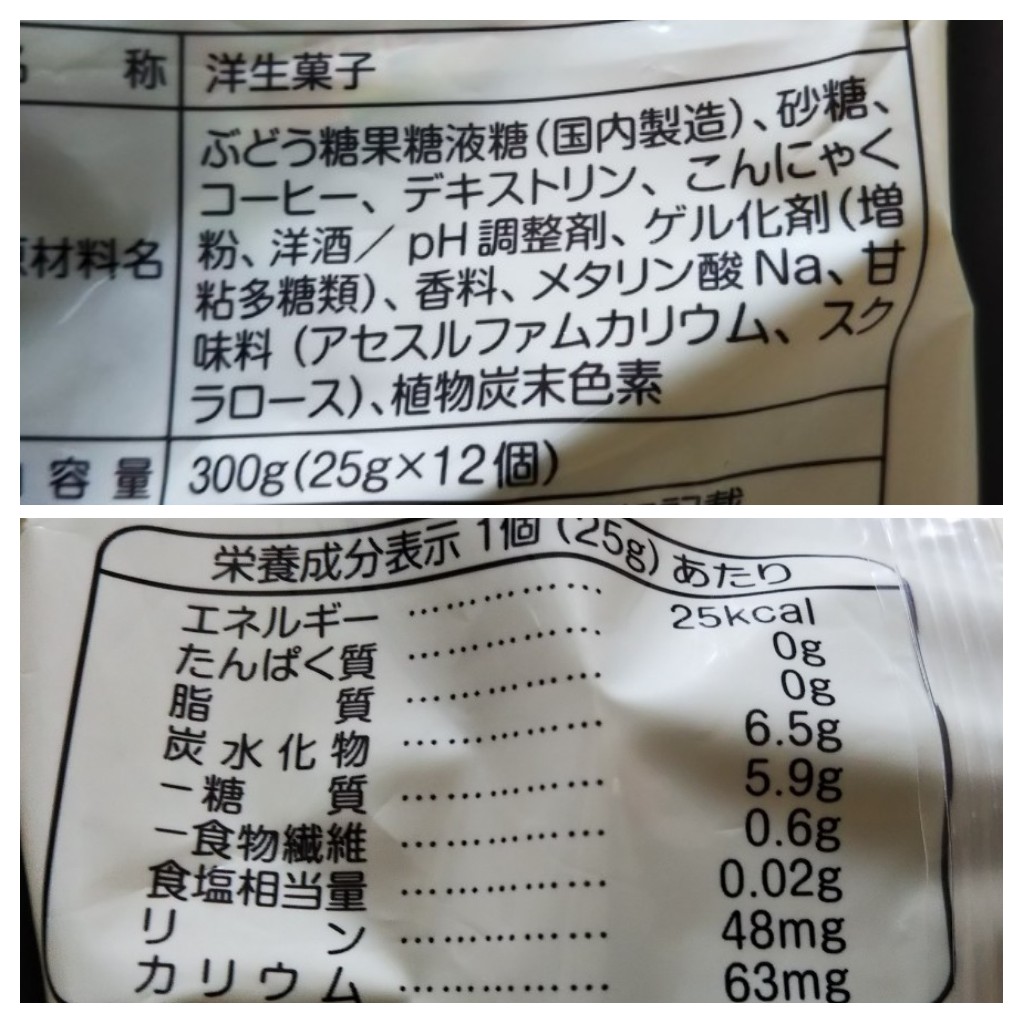 称 洋生菓子
ぶどう糖果糖液糖(国内製造)、砂糖、
コーヒー、デキストリン、こんにゃく
材料名 粉、洋酒／pH調整剤、ゲル化剤(増
粘多糖類)、香料、メタリン酸Na、甘
味料(アセスルファムカリウム、スク
ラロース)、植物炭末色素
容量 300g(25g×12個)
栄養成分表示 1個(25g)あたり
エネルギー 25kcal
たんぱく質 0g
脂質 0g
炭水化物 6.5g
－糖質 5.9g
－食物繊維 0.6g
食塩相当量 0.02g
リン 48mg
カリウム 63mg